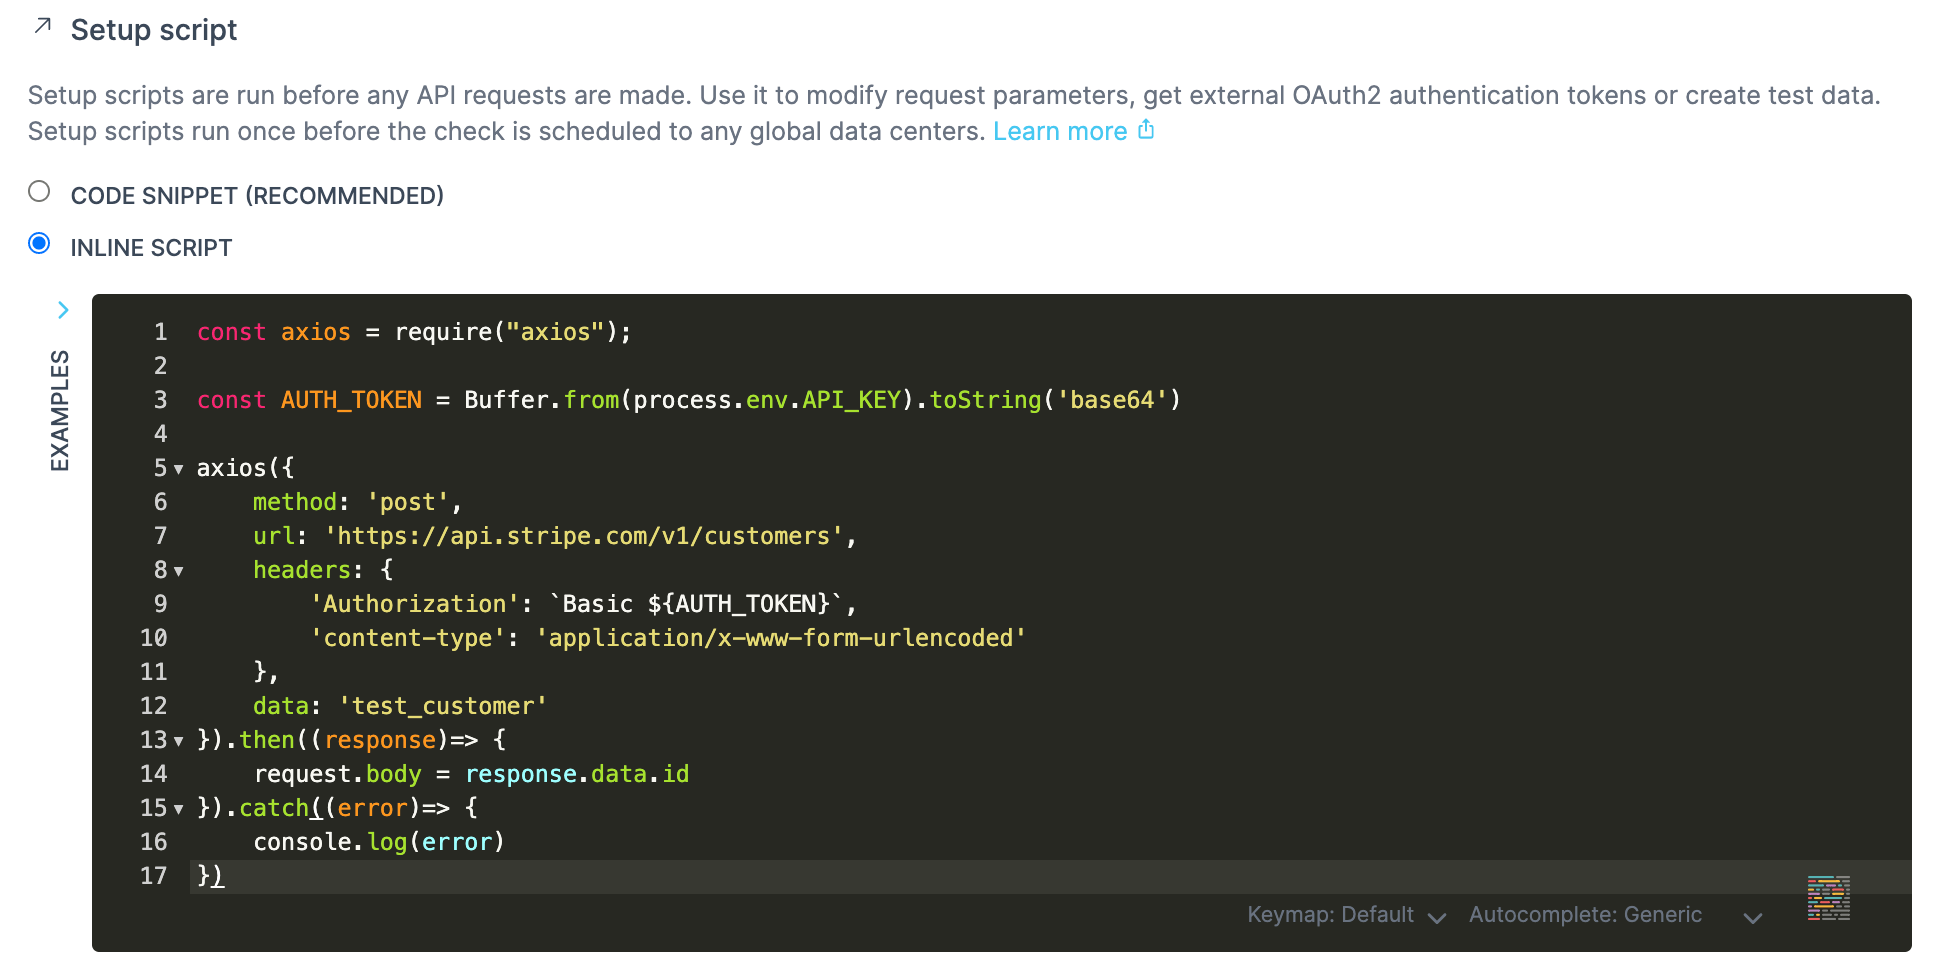 Setup script
Setup scripts are run before any API requests are made. Use it to modify request parameters, get external OAuth2 authentication tokens or create test data.
Setup scripts run once before the check is scheduled to any global data centers. Learn more
CODE SNIPPET (RECOMMENDED)
INLINE SCRIPT
EXAMPLES
1 const axios = require("axios");
2
3 const AUTH_TOKEN = Buffer.from(process.env.API_KEY).toString('base64')
4
5 axios({
6     method: 'post',
7     url: 'https://api.stripe.com/v1/customers',
8     headers: {
9         'Authorization': `Basic ${AUTH_TOKEN}`,
10         'content-type': 'application/x-www-form-urlencoded'
11     },
12     data: 'test_customer'
13 }).then((response)=> {
14     request.body = response.data.id
15 }).catch((error)=> {
16     console.log(error)
17 })
Keymap: Default Autocomplete: Generic